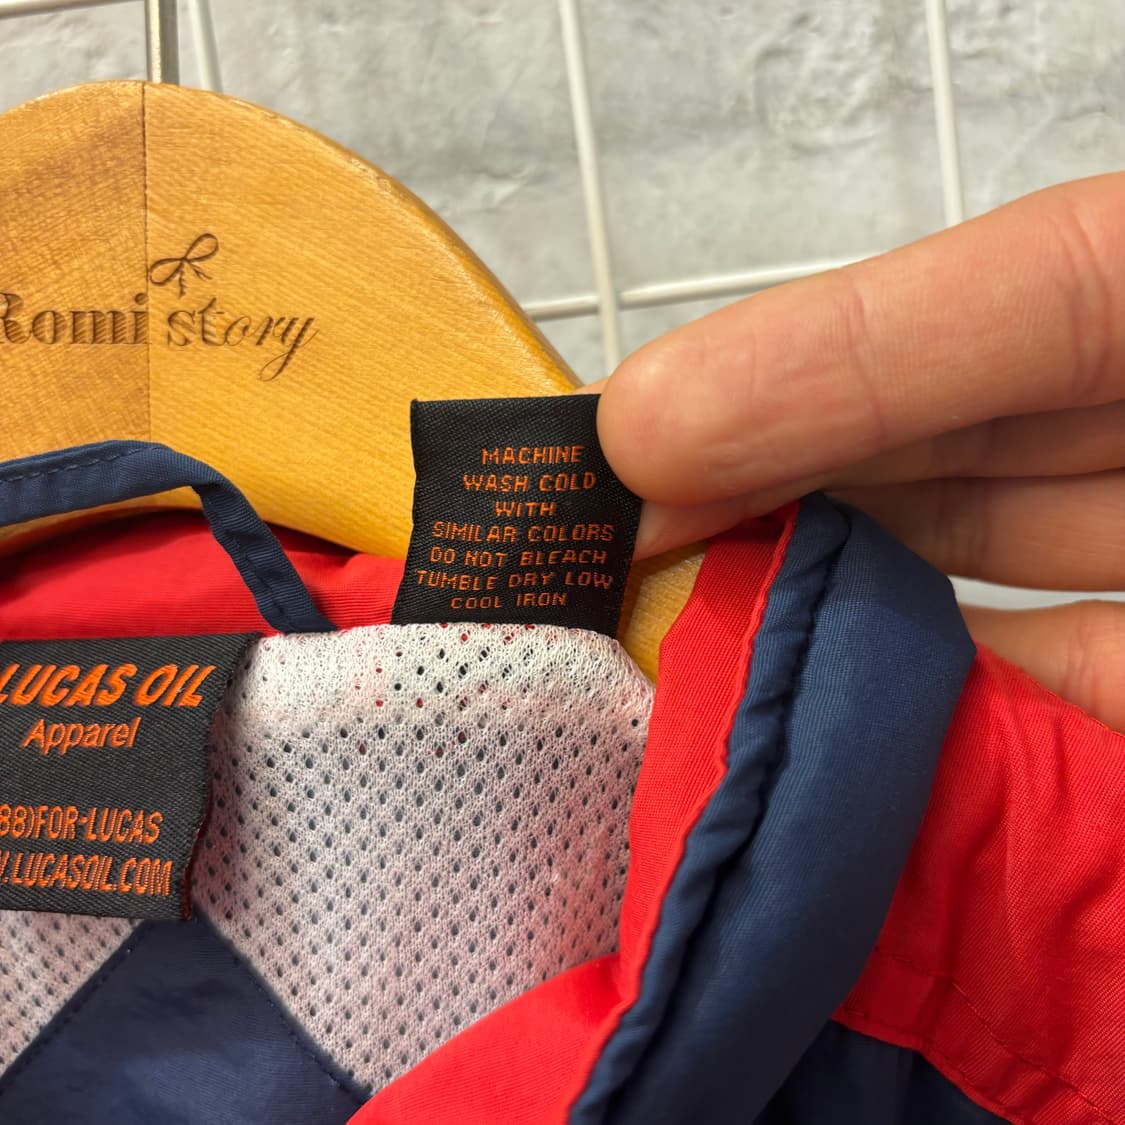 Romi story
MACHINE
WASH COLD
WITH
SIMILAR COLORS
DO NOT BLEACH
TUMBLE DRY LOW
COOL IRON
LUCAS OIL
Apparel
88)FOR-LUCAS
.LUCASOIL.COM